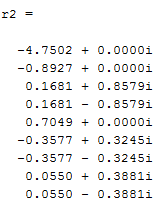 r2 =
-4.7502 + 0.0000i
-0.8927 + 0.0000i
0.1681 + 0.8579i
0.1681 - 0.8579i
0.7049 + 0.0000i
-0.3577 + 0.3245i
-0.3577 - 0.3245i
0.0550 + 0.3881i
0.0550 - 0.3881i